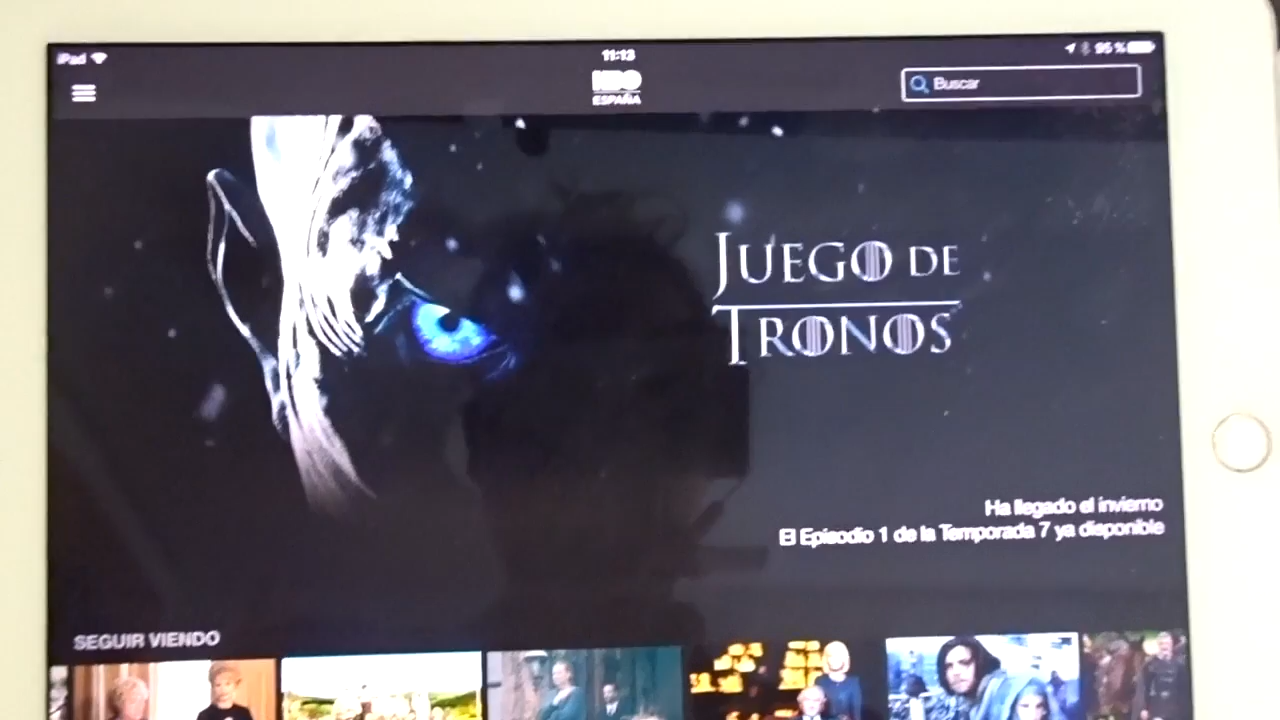 iPad
11:13
95 %
HBO
ESPAÑA
Buscar
JUEGO DE
TRONOS
Ha llegado el invierno
El Episodio 1 de la Temporada 7 ya disponible
SEGUIR VIENDO